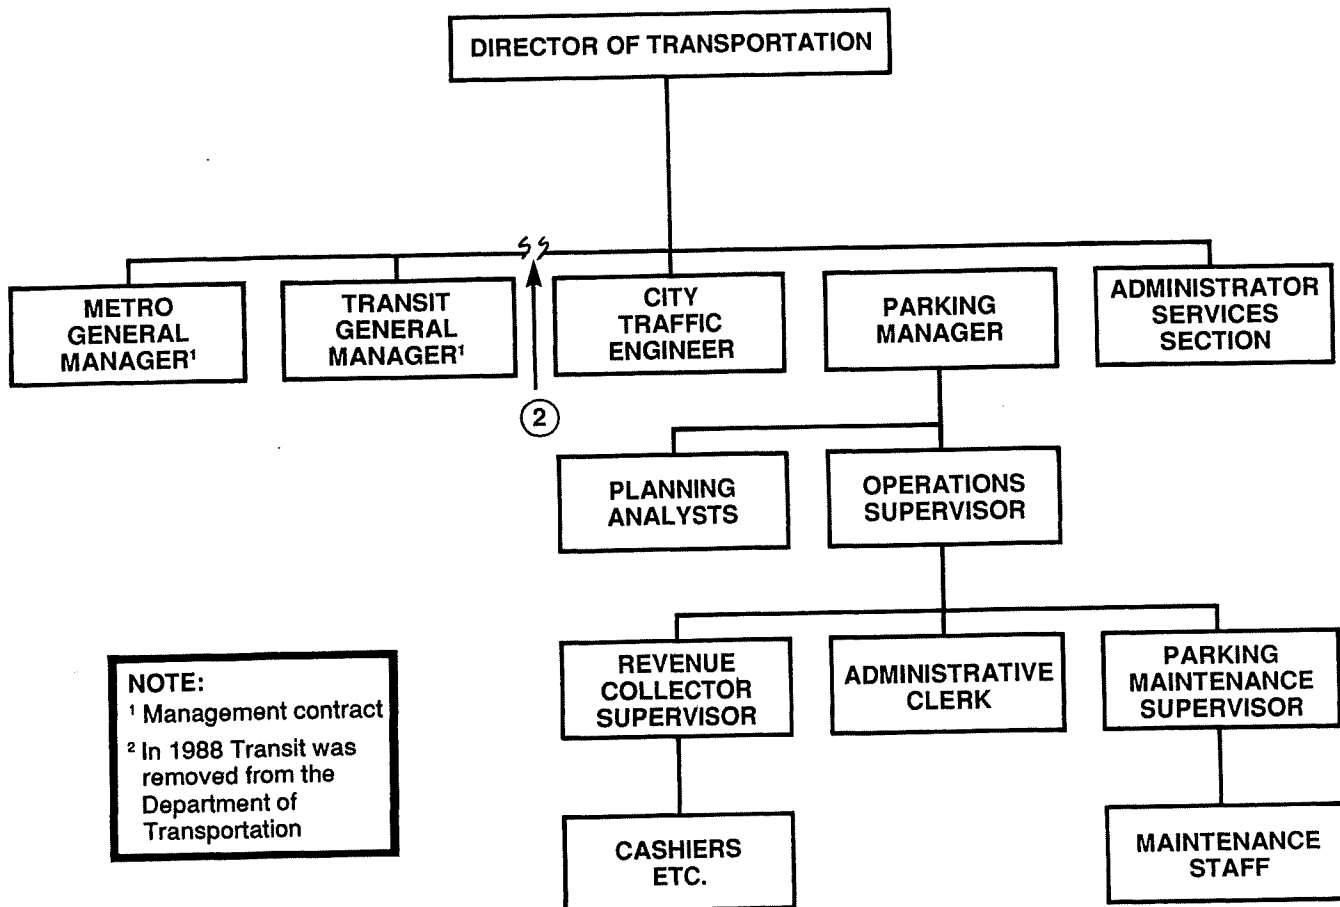 DIRECTOR OF TRANSPORTATION
METRO
GENERAL
MANAGER¹
TRANSIT
GENERAL
MANAGER¹
CITY
TRAFFIC
ENGINEER
PARKING
MANAGER
ADMINISTRATOR
SERVICES
SECTION
2
PLANNING
ANALYSTS
OPERATIONS
SUPERVISOR
REVENUE
COLLECTOR
SUPERVISOR
ADMINISTRATIVE
CLERK
PARKING
MAINTENANCE
SUPERVISOR
CASHIERS
ETC.
MAINTENANCE
STAFF
NOTE:
¹ Management contract
² In 1988 Transit was
removed from the
Department of
Transportation